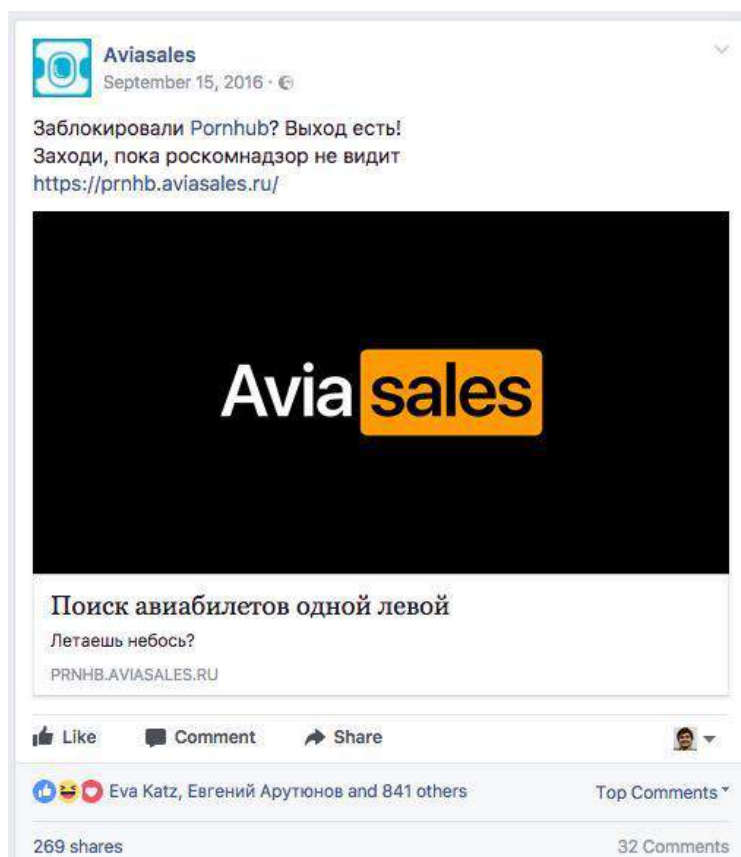 Aviasales
September 15, 2016 ·
Заблокировали Pornhub? Выход есть!
Заходи, пока роскомнадзор не видит
https://prnhb.aviasales.ru/
Avia sales
Поиск авиабилетов одной левой
Летаешь небось?
PRNHB.AVIASALES.RU
Like Comment Share
Eva Katz, Евгений Арутюнов and 841 others Top Comments
269 shares 32 Comments